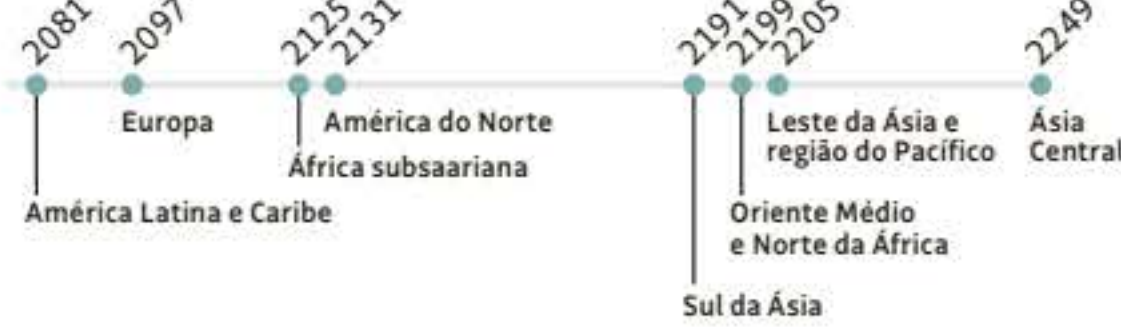 2081
2097
2125
2131
2191
2199
2205
2249
Europa
América do Norte
África subsaariana
América Latina e Caribe
Leste da Ásia e
região do Pacífico
Ásia
Central
Oriente Médio
e Norte da África
Sul da Ásia